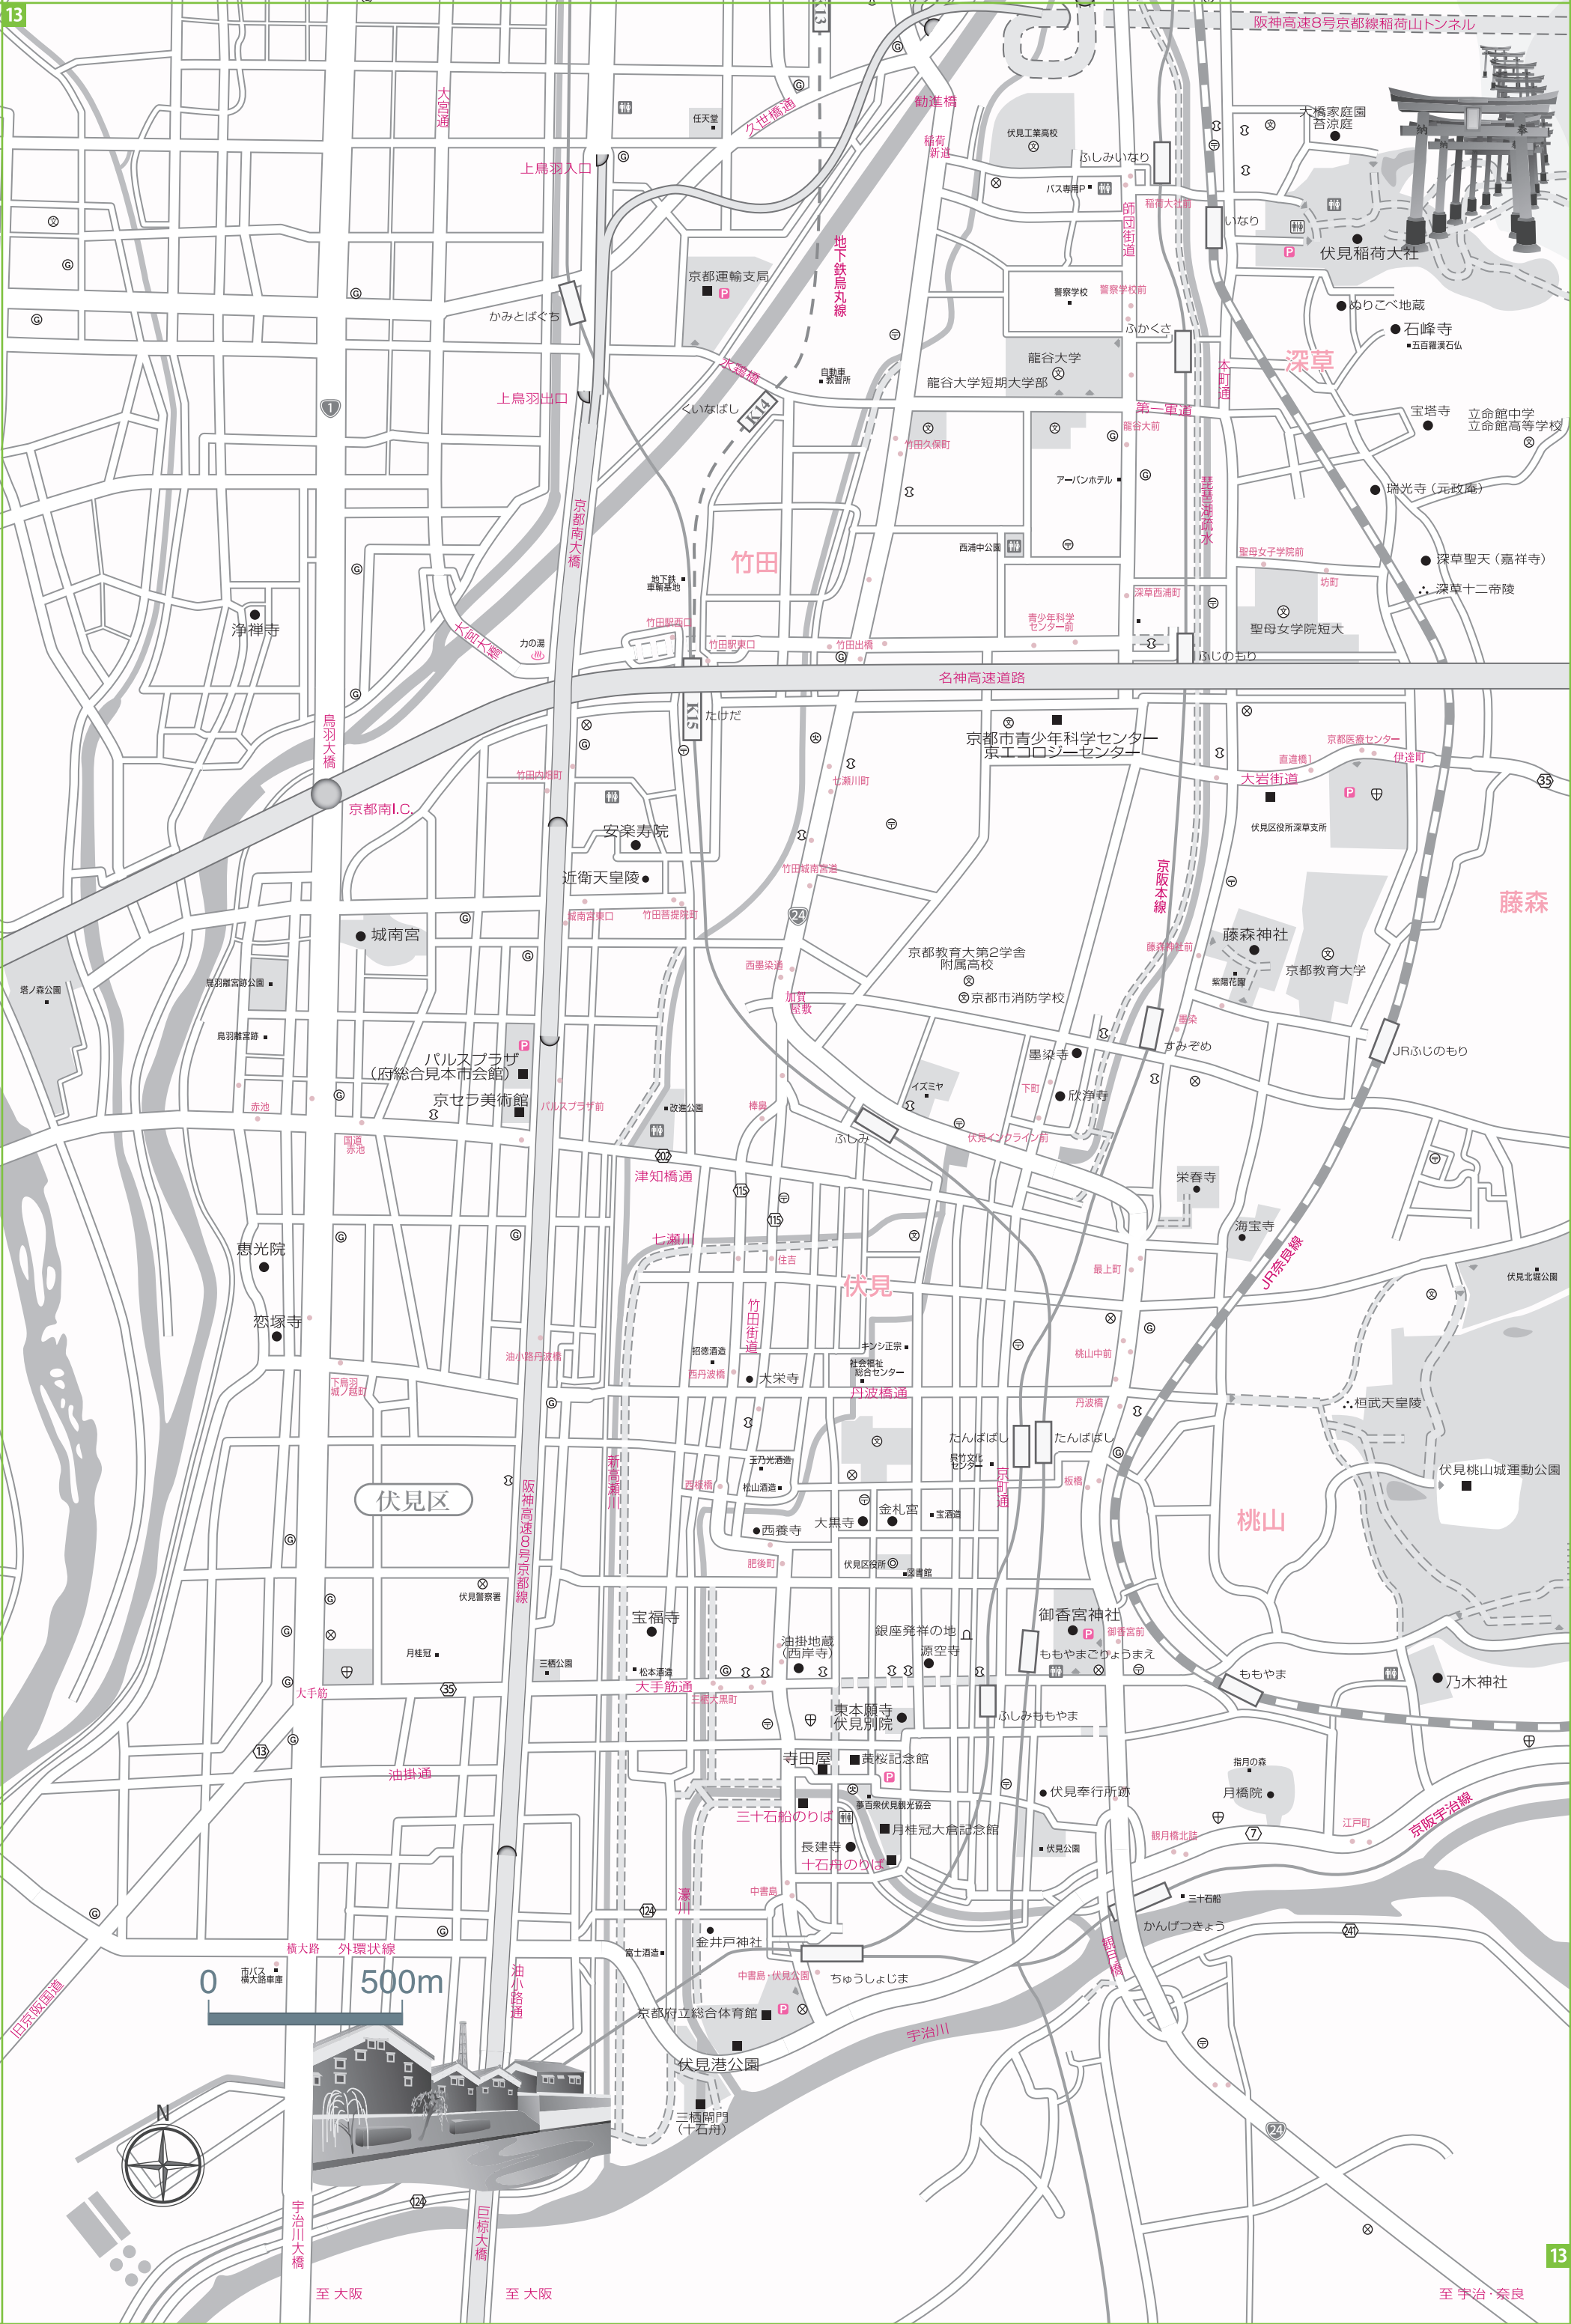 13
K13
阪神高速8号京都線稲荷山トンネル
大宮通
任天堂
久世橋通
勧進橋
伏見工業高校
大橋家庭園
苔涼庭
納
奉
上鳥羽入口
稲荷
新道
ふしみいなり
バス専用P
稲荷大社前
師団街道
いなり
伏見稲荷大社
P
地下鉄烏丸線
京都運輸支局
P
警察学校
警察学校前
ぬりこべ地蔵
かみとばぐち
ふかくさ
石峰寺
五百羅漢石仏
深草
水鶏橋
自動車
教習所
龍谷大学
龍谷大学短期大学部
本町通
上鳥羽出口
1
くいなばし
K14
第一軍道
宝塔寺
立命館中学
立命館高等学校
龍谷大前
竹田久保町
アーバンホテル
瑞光寺（元政庵）
琵琶湖疏水
京都南大橋
西浦中公園
聖母女子学院前
深草聖天（嘉祥寺）
竹田
地下鉄
車輌基地
坊町
深草十二帝陵
深草西浦町
浄禅寺
大宮大橋
力の湯
竹田駅西口
竹田駅東口
竹田出橋
青少年科学
センター前
聖母女学院短大
ふじのもり
名神高速道路
K15
たけだ
鳥羽大橋
京都市青少年科学センター
京エコロジーセンター
京都医療センター
直違橋1
伊達町
竹田内畑町
七瀬川町
大岩街道
P
35
京都南I.C.
伏見区役所深草支所
安楽寿院
近衛天皇陵
竹田城南宮道
京阪本線
藤森
城南宮東口
竹田菩提院町
24
城南宮
京都教育大第2学舎
附属高校
藤森神社前
藤森神社
京都教育大学
西墨染通
紫陽花園
塔ノ森公園
鳥羽離宮跡公園
加賀
屋敷
京都市消防学校
鳥羽離宮跡
P
墨染
すみぞめ
墨染寺
JRふじのもり
パルスプラザ
（府総合見本市会館）
京セラ美術館
パルスプラザ前
イズミヤ
下町
欣浄寺
赤池
改進公園
棒鼻
国道
赤池
ふしみ
伏見インクライン前
202
津知橋通
115
115
栄春寺
海宝寺
七瀬川
恵光院
住吉
最上町
JR奈良線
伏見北堀公園
伏見
竹田街道
恋塚寺
キンシ正宗
招徳酒造
社会福祉
総合センター
桃山中前
油小路丹波橋
西丹波橋
大栄寺
下鳥羽
城ノ越町
丹波橋通
丹波橋
桓武天皇陵
たんばばし
たんばばし
呉竹文化
センター
玉乃光酒造
新高瀬川
西板橋
松山酒造
京町通
板橋
伏見桃山城運動公園
伏見区
阪神高速8号京都線
西養寺
大黒寺
金札宮
宝酒造
桃山
肥後町
伏見区役所
図書館
伏見警察署
宝福寺
油掛地蔵
（西岸寺）
銀座発祥の地
源空寺
御香宮神社
P
御香宮前
ももやまごりょうまえ
月桂冠
三栖公園
松本酒造
大手筋
35
大手筋通
三栖大黒町
ももやま
乃木神社
東本願寺
伏見別院
ふしみももやま
13
寺田屋
黄桜記念館
P
油掛通
指月の森
月橋院
伏見奉行所跡
夢百衆伏見観光協会
三十石船のりば
月桂冠大倉記念館
江戸町
京阪宇治線
観月橋北詰
7
長建寺
伏見公園
十石舟のりば
中書島
濠川
三十石船
124
かんげつきょう
241
金井戸神社
観月橋
横大路
外環状線
富士酒造
市バス
横大路車庫
中書島・伏見公園
ちゅうしょじま
0
500m
旧京阪国道
油小路通
京都府立総合体育館
P
宇治川
伏見港公園
N
三栖閘門
（十石舟）
24
124
宇治川大橋
巨椋大橋
13
至 大阪
至 大阪
至 宇治・奈良